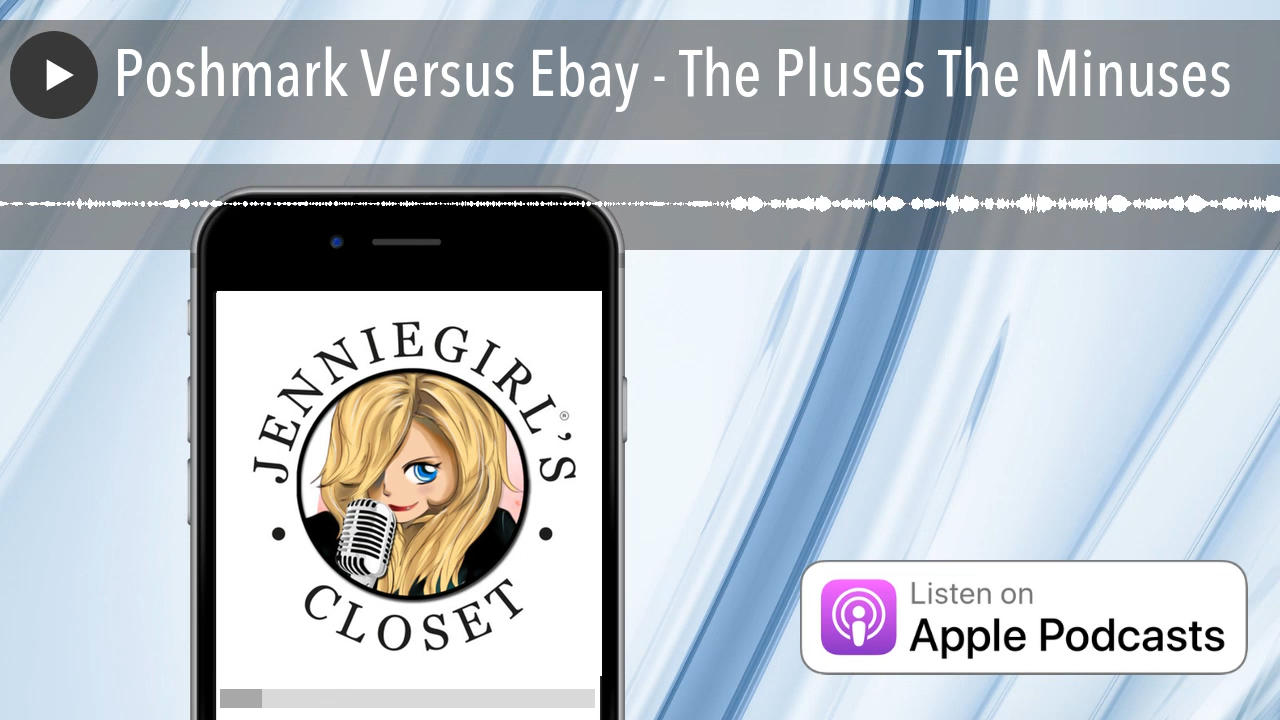 Poshmark Versus Ebay - The Pluses The Minuses
JENNIEGIRL'S®
CLOSET
Listen on
Apple Podcasts